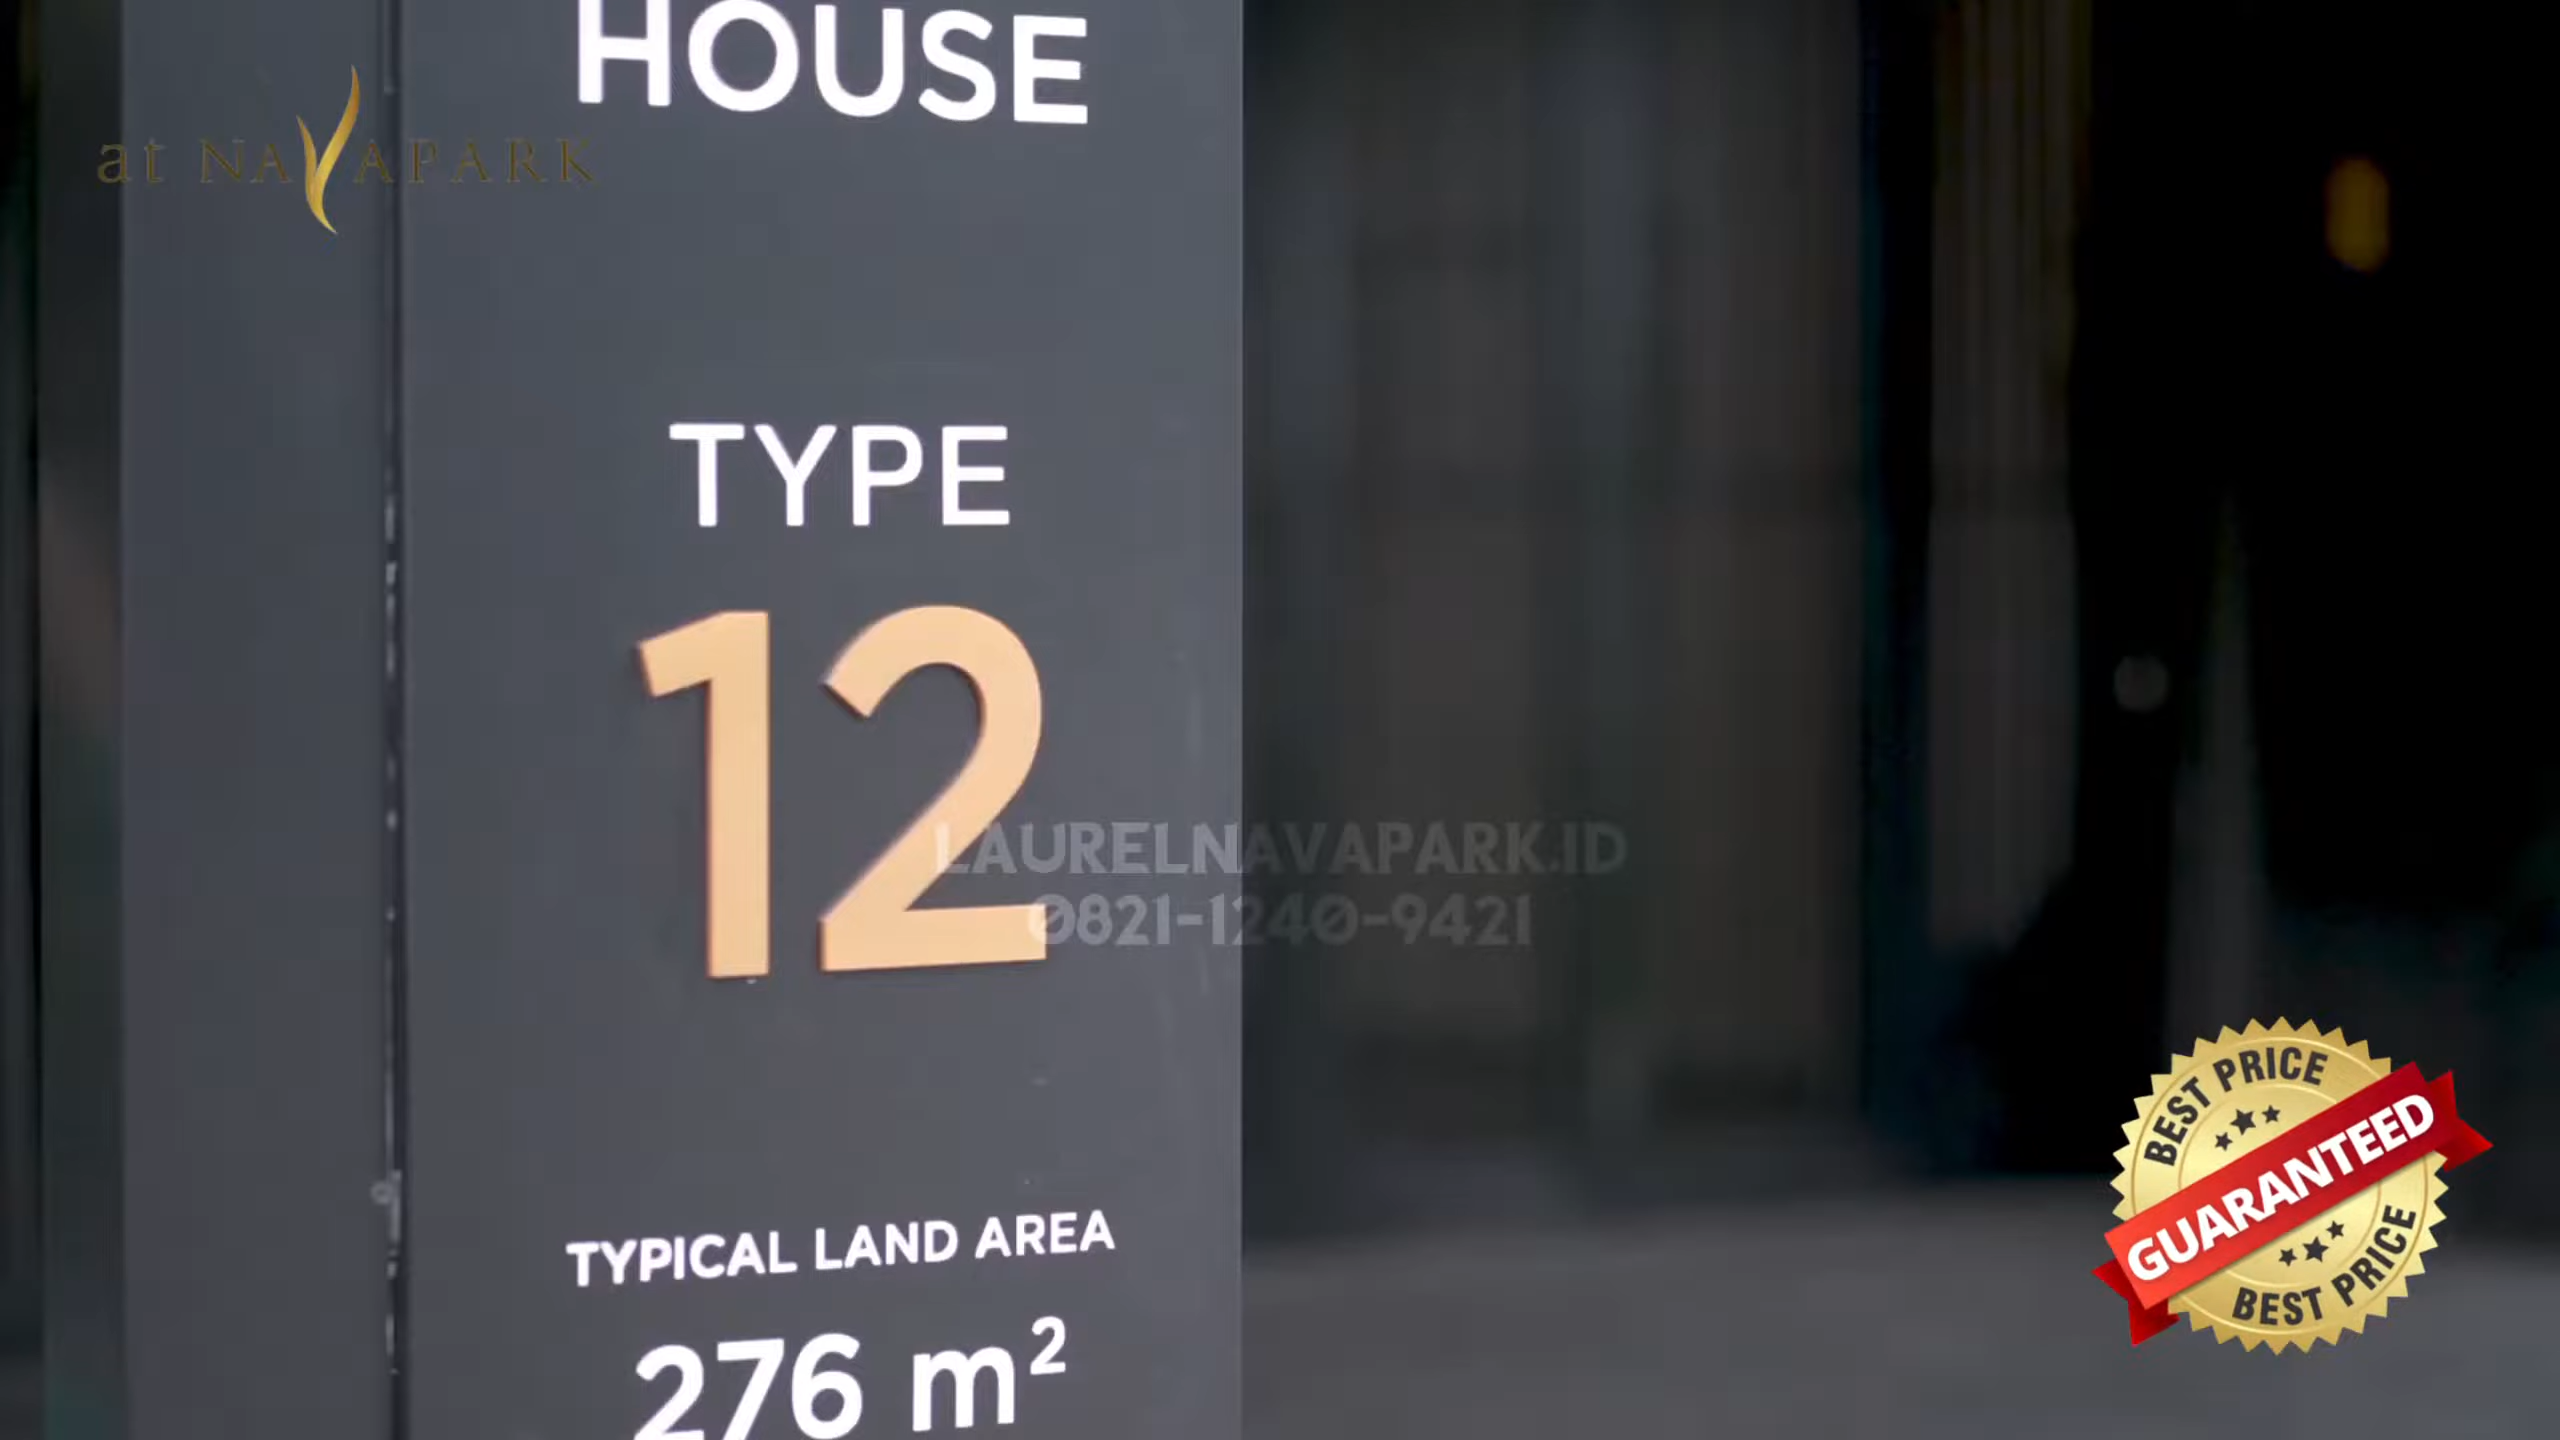 HOUSE
at NAVAPARK
TYPE
12
LAURELNAVAPARK.ID
0821-1240-9421
TYPICAL LAND AREA
276 m²
BEST PRICE
GUARANTEED
BEST PRICE